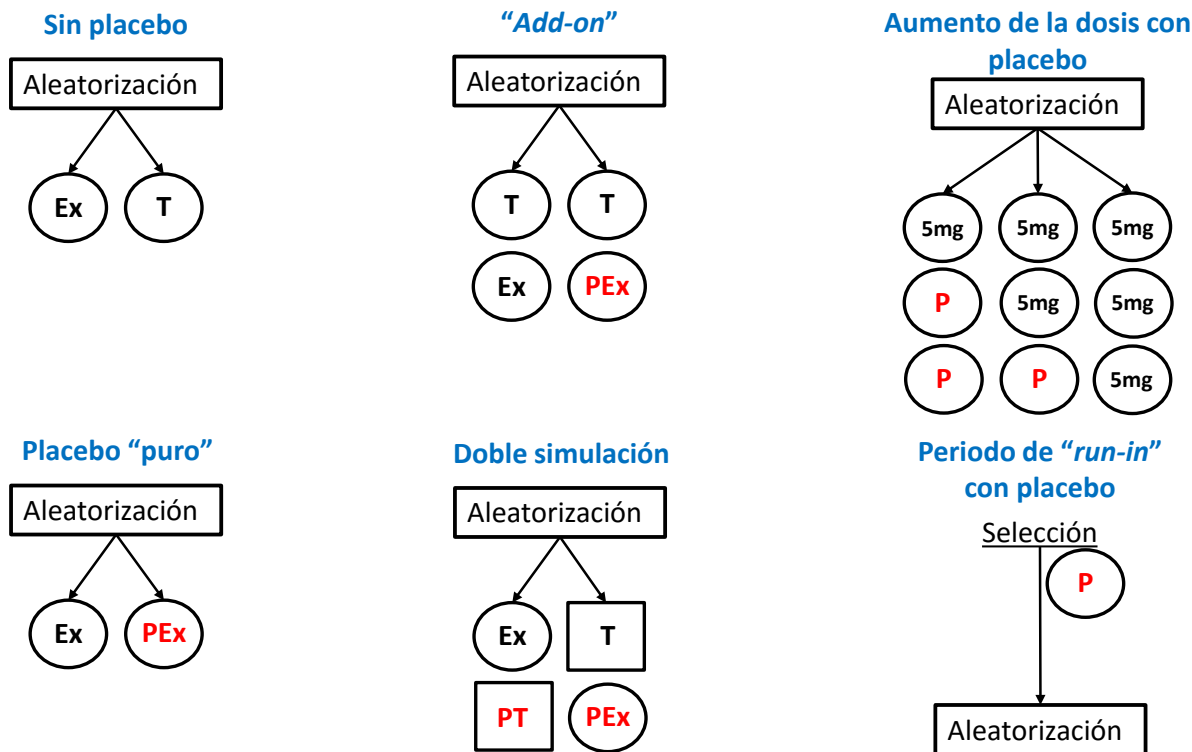 Sin placebo
Aleatorización
Ex T
“Add-on”
Aleatorización
T T
Ex PEx
Aumento de la dosis con
placebo
Aleatorización
5mg 5mg 5mg
P 5mg 5mg
P P 5mg
Placebo “puro”
Aleatorización
Ex PEx
Doble simulación
Aleatorización
Ex T
PT PEx
Periodo de “run-in”
con placebo
Selección
P
Aleatorización